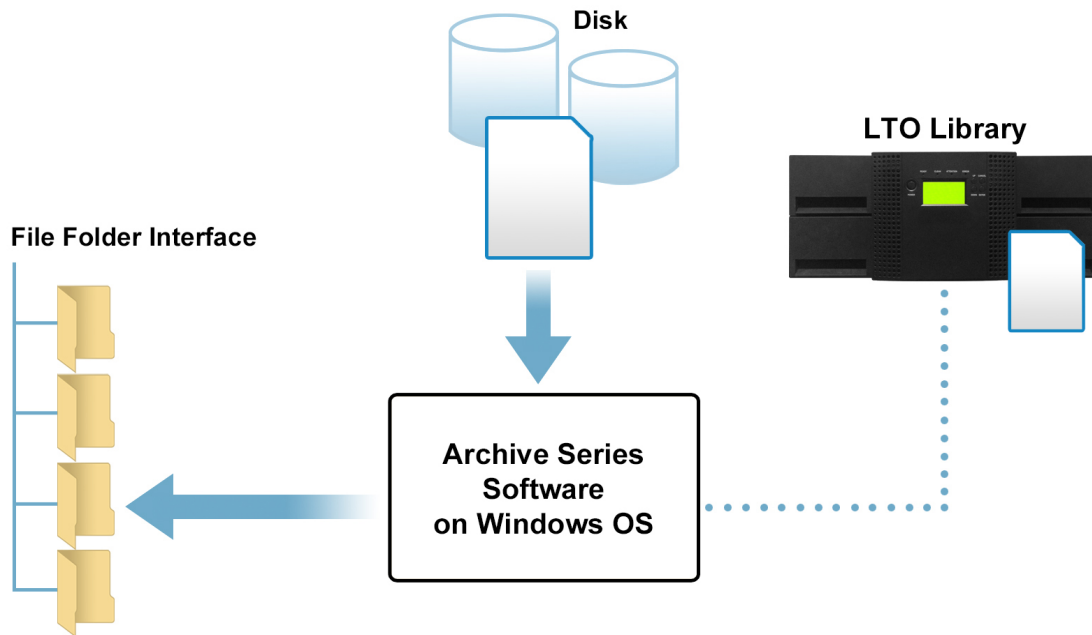 Disk
LTO Library
File Folder Interface
Archive Series
Software
on Windows OS